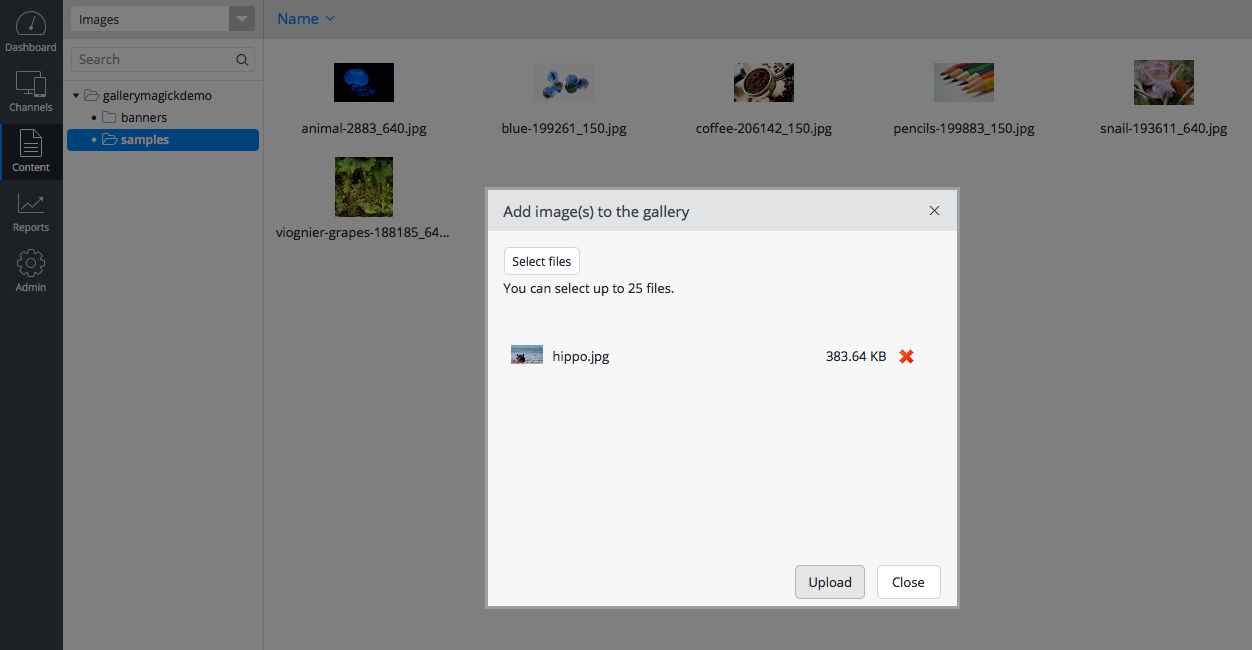 Dashboard
Channels
Content
Reports
Admin
Images
Search
gallerymagickdemo
banners
samples
Name
animal-2883_640.jpg
blue-199261_150.jpg
coffee-206142_150.jpg
pencils-199883_150.jpg
snail-193611_640.jpg
viognier-grapes-188185_64...
Add image(s) to the gallery
Select files
You can select up to 25 files.
hippo.jpg 383.64 KB
Upload Close